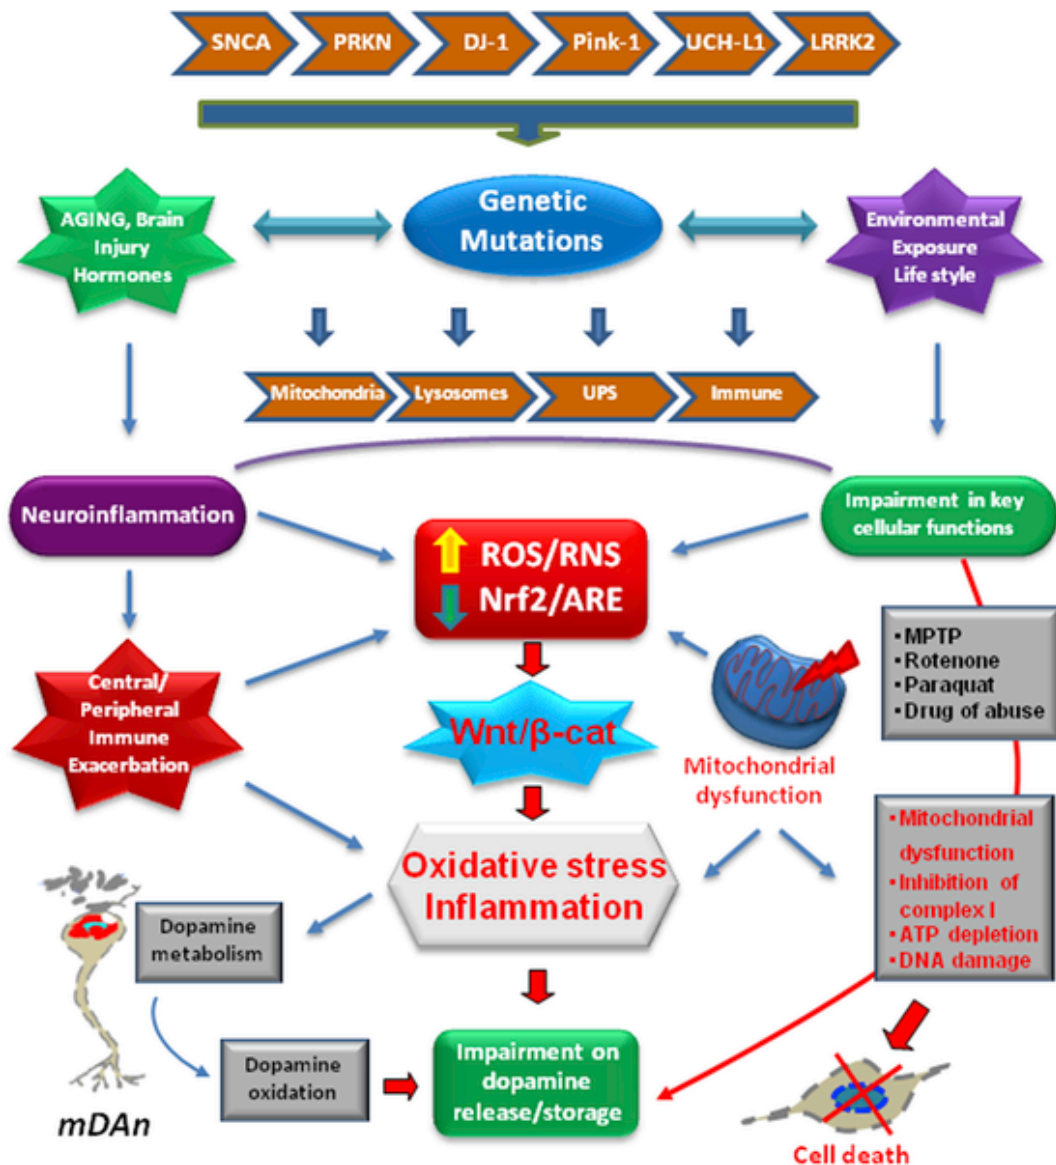 SNCA
PRKN
DJ-1
Pink-1
UCH-L1
LRRK2
Genetic
Mutations
AGING, Brain
Injury
Hormones
Environmental
Exposure
Life style
Mitochondria
Lysosomes
UPS
Immune
Neuroinflammation
Impairment in key
cellular functions
ROS/RNS
Nrf2/ARE
▪ MPTP
▪ Rotenone
▪ Paraquat
▪ Drug of abuse
Central/
Peripheral
Immune
Exacerbation
Wnt/β-cat
Mitochondrial
dysfunction
▪ Mitochondrial
dysfunction
▪ Inhibition of
complex I
▪ ATP depletion
▪ DNA damage
Oxidative stress
Inflammation
Dopamine
metabolism
Dopamine
oxidation
Impairment on
dopamine
release/storage
mDAn
Cell death